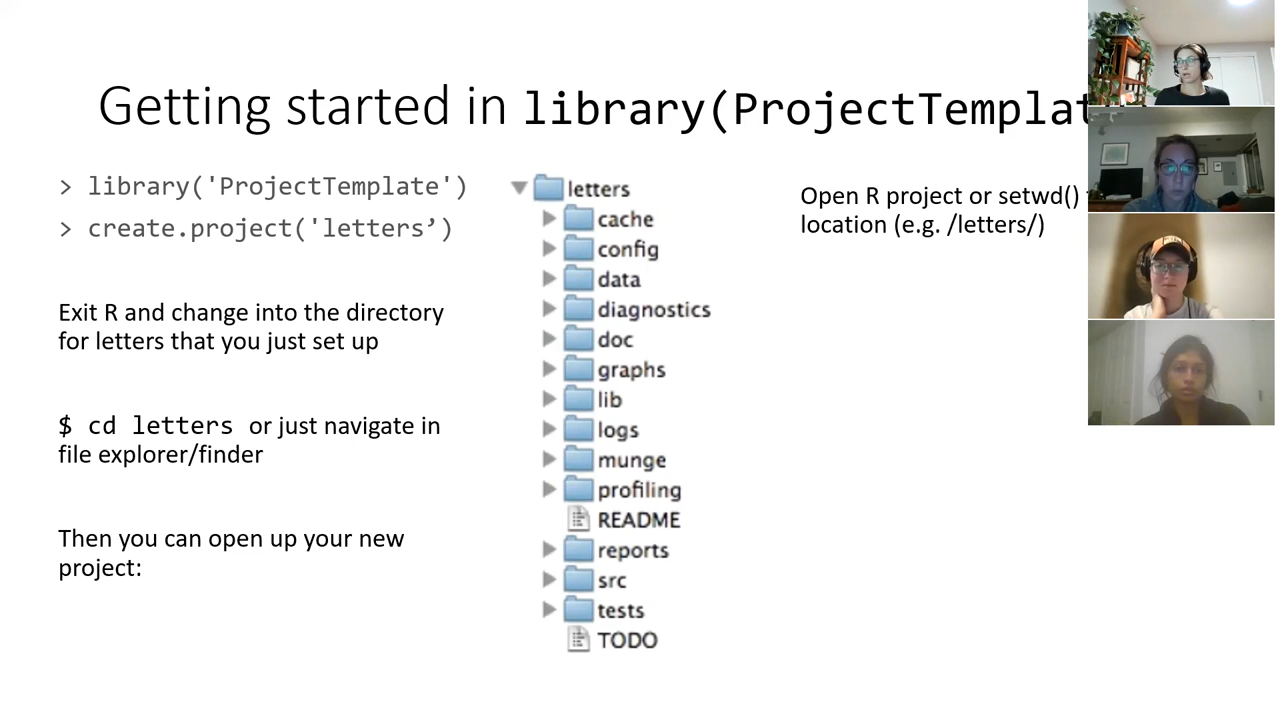 Getting started in library(ProjectTemplat
> library('ProjectTemplate')
> create.project('letters’)
Exit R and change into the directory
for letters that you just set up
$ cd letters or just navigate in
file explorer/finder
Then you can open up your new
project:
letters
cache
config
data
diagnostics
doc
graphs
lib
logs
munge
profiling
README
reports
src
tests
TODO
Open R project or setwd()
location (e.g. /letters/)